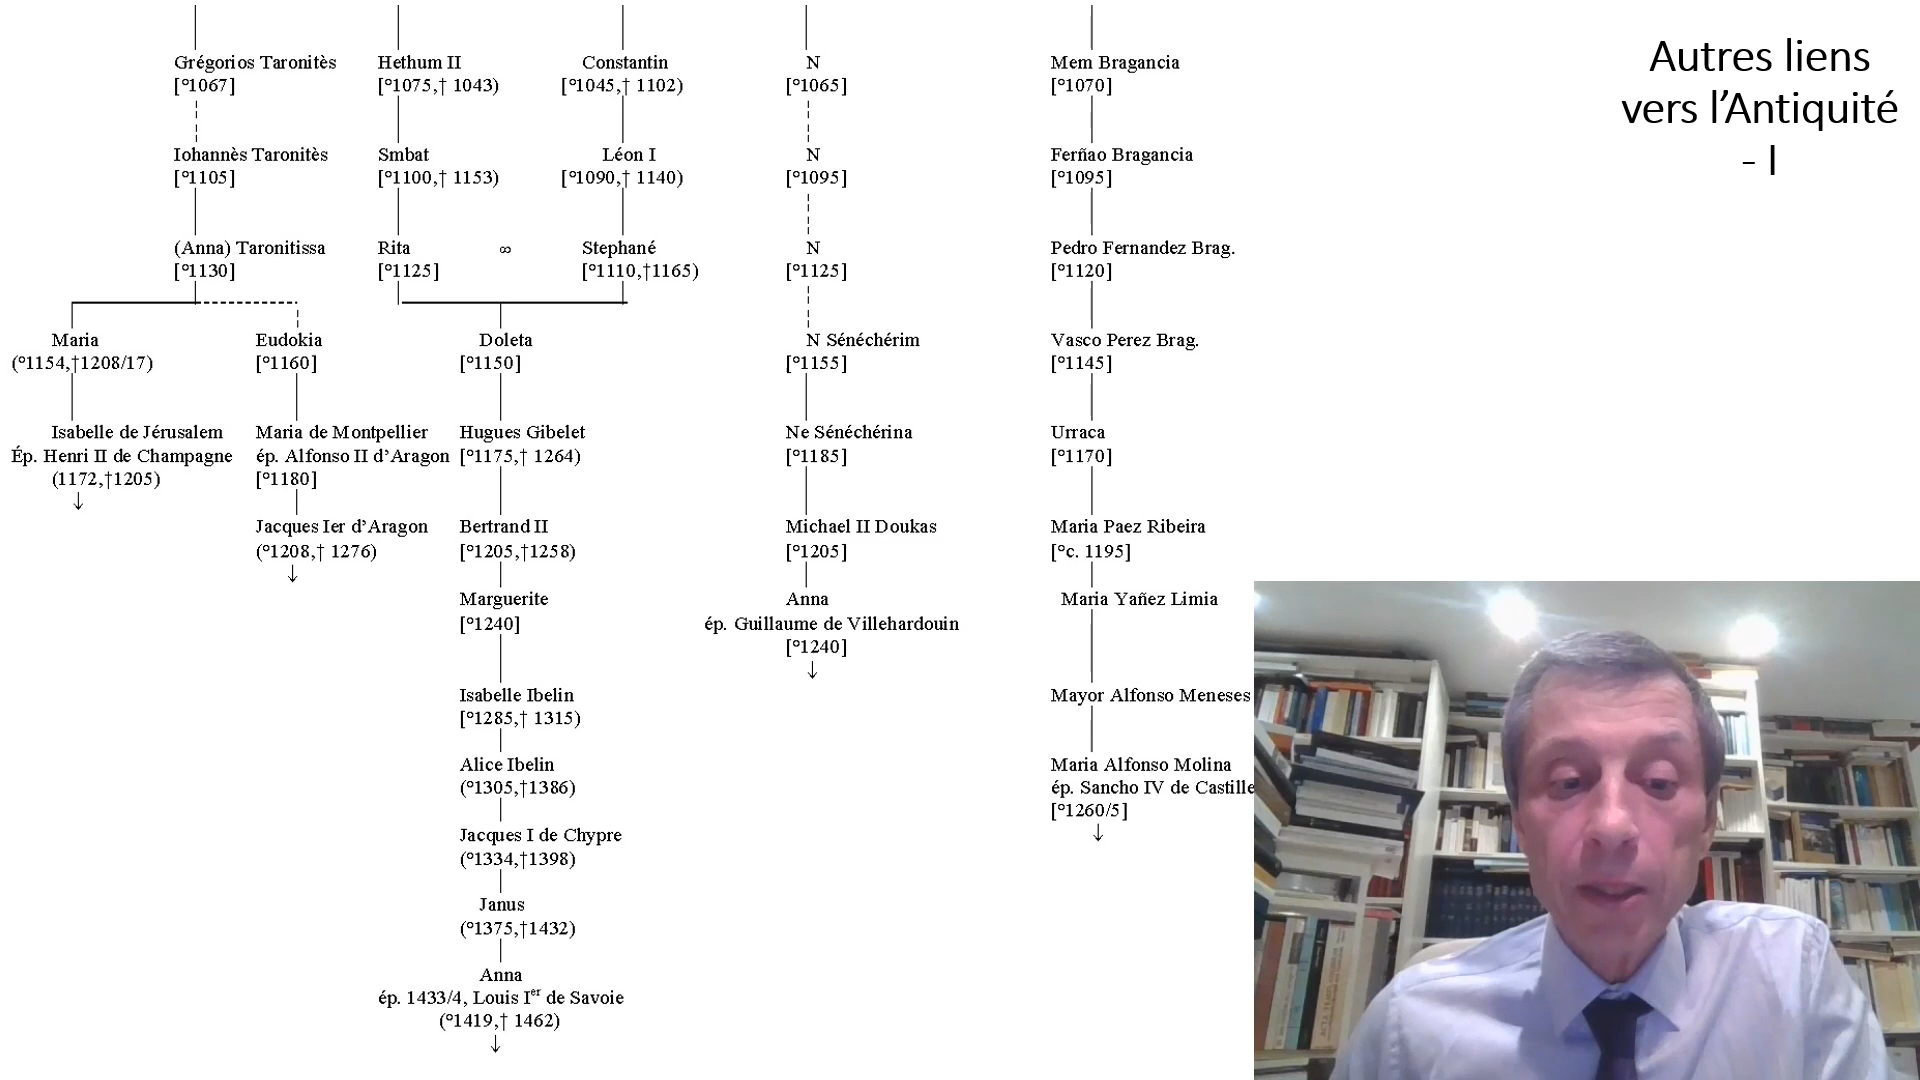 Autres liens
vers l’Antiquité
- I
Grégorios Taronitès
[°1067]
Hethum II
[°1075,† 1043)
Constantin
[°1045,† 1102)
N
[°1065]
Mem Bragancia
[°1070]
Iohannès Taronitès
[°1105]
Smbat
[°1100,† 1153)
Léon I
[°1090,† 1140)
N
[°1095]
Ferñao Bragancia
[°1095]
(Anna) Taronitissa
[°1130]
Rita
[°1125]
∞
Stephané
[°1110,†1165)
N
[°1125]
Pedro Fernandez Brag.
[°1120]
Maria
(°1154,†1208/17)
Eudokia
[°1160]
Doleta
[°1150]
N Sénéchérim
[°1155]
Vasco Perez Brag.
[°1145]
Isabelle de Jérusalem
Ép. Henri II de Champagne
(1172,†1205)
Maria de Montpellier
ép. Alfonso II d’Aragon
[°1180]
Hugues Gibelet
[°1175,† 1264)
Ne Sénéchérina
[°1185]
Urraca
[°1170]
Jacques Ier d’Aragon
(°1208,† 1276)
Bertrand II
[°1205,†1258)
Michael II Doukas
[°1205]
Maria Paez Ribeira
[°c. 1195]
Marguerite
[°1240]
Anna
ép. Guillaume de Villehardouin
[°1240]
Maria Yañez Limia
Isabelle Ibelin
[°1285,† 1315)
Mayor Alfonso Meneses
Alice Ibelin
(°1305,†1386)
Maria Alfonso Molina
ép. Sancho IV de Castille
[°1260/5]
Jacques I de Chypre
(°1334,†1398)
Janus
(°1375,†1432)
Anna
ép. 1433/4, Louis Ier de Savoie
(°1419,† 1462)